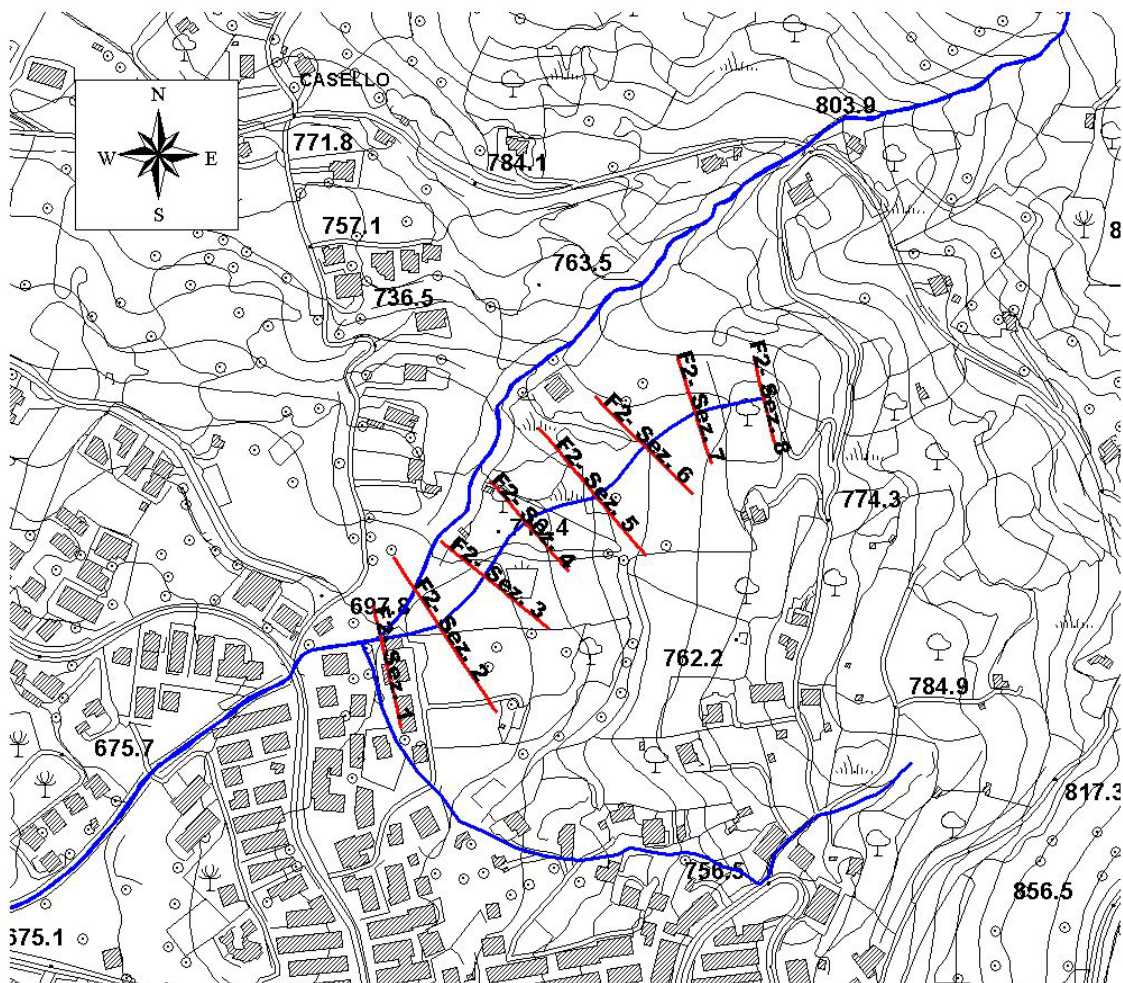 CASELLO
N
W E
S
803.9
771.8
784.1
757.1
8
763.5
736.5
F2- Sez. 8
F2- Sez. 7
F2- Sez. 6
F2- Sez. 5
774.3
F2- Sez. 4
F2- Sez. 3
697.8
F2- Sez. 2
F2- Sez. 1
762.2
784.9
675.7
817.3
756.5
856.5
675.1